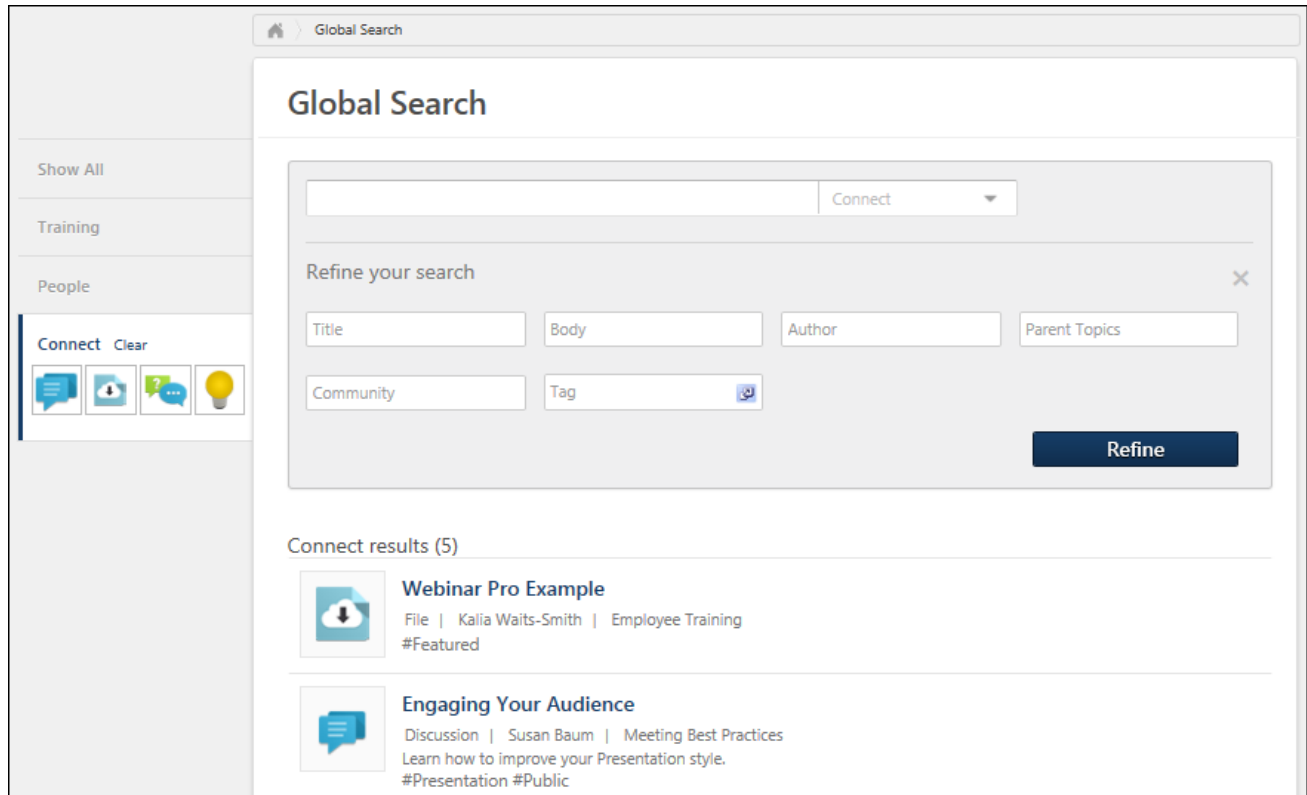 Global Search
Global Search
Show All
Training
People
Connect Clear
Connect
Refine your search
Title Body Author Parent Topics
Community Tag
Refine
Connect results (5)
Webinar Pro Example
File | Kalia Waits-Smith | Employee Training
#Featured
Engaging Your Audience
Discussion | Susan Baum | Meeting Best Practices
Learn how to improve your Presentation style.
#Presentation #Public